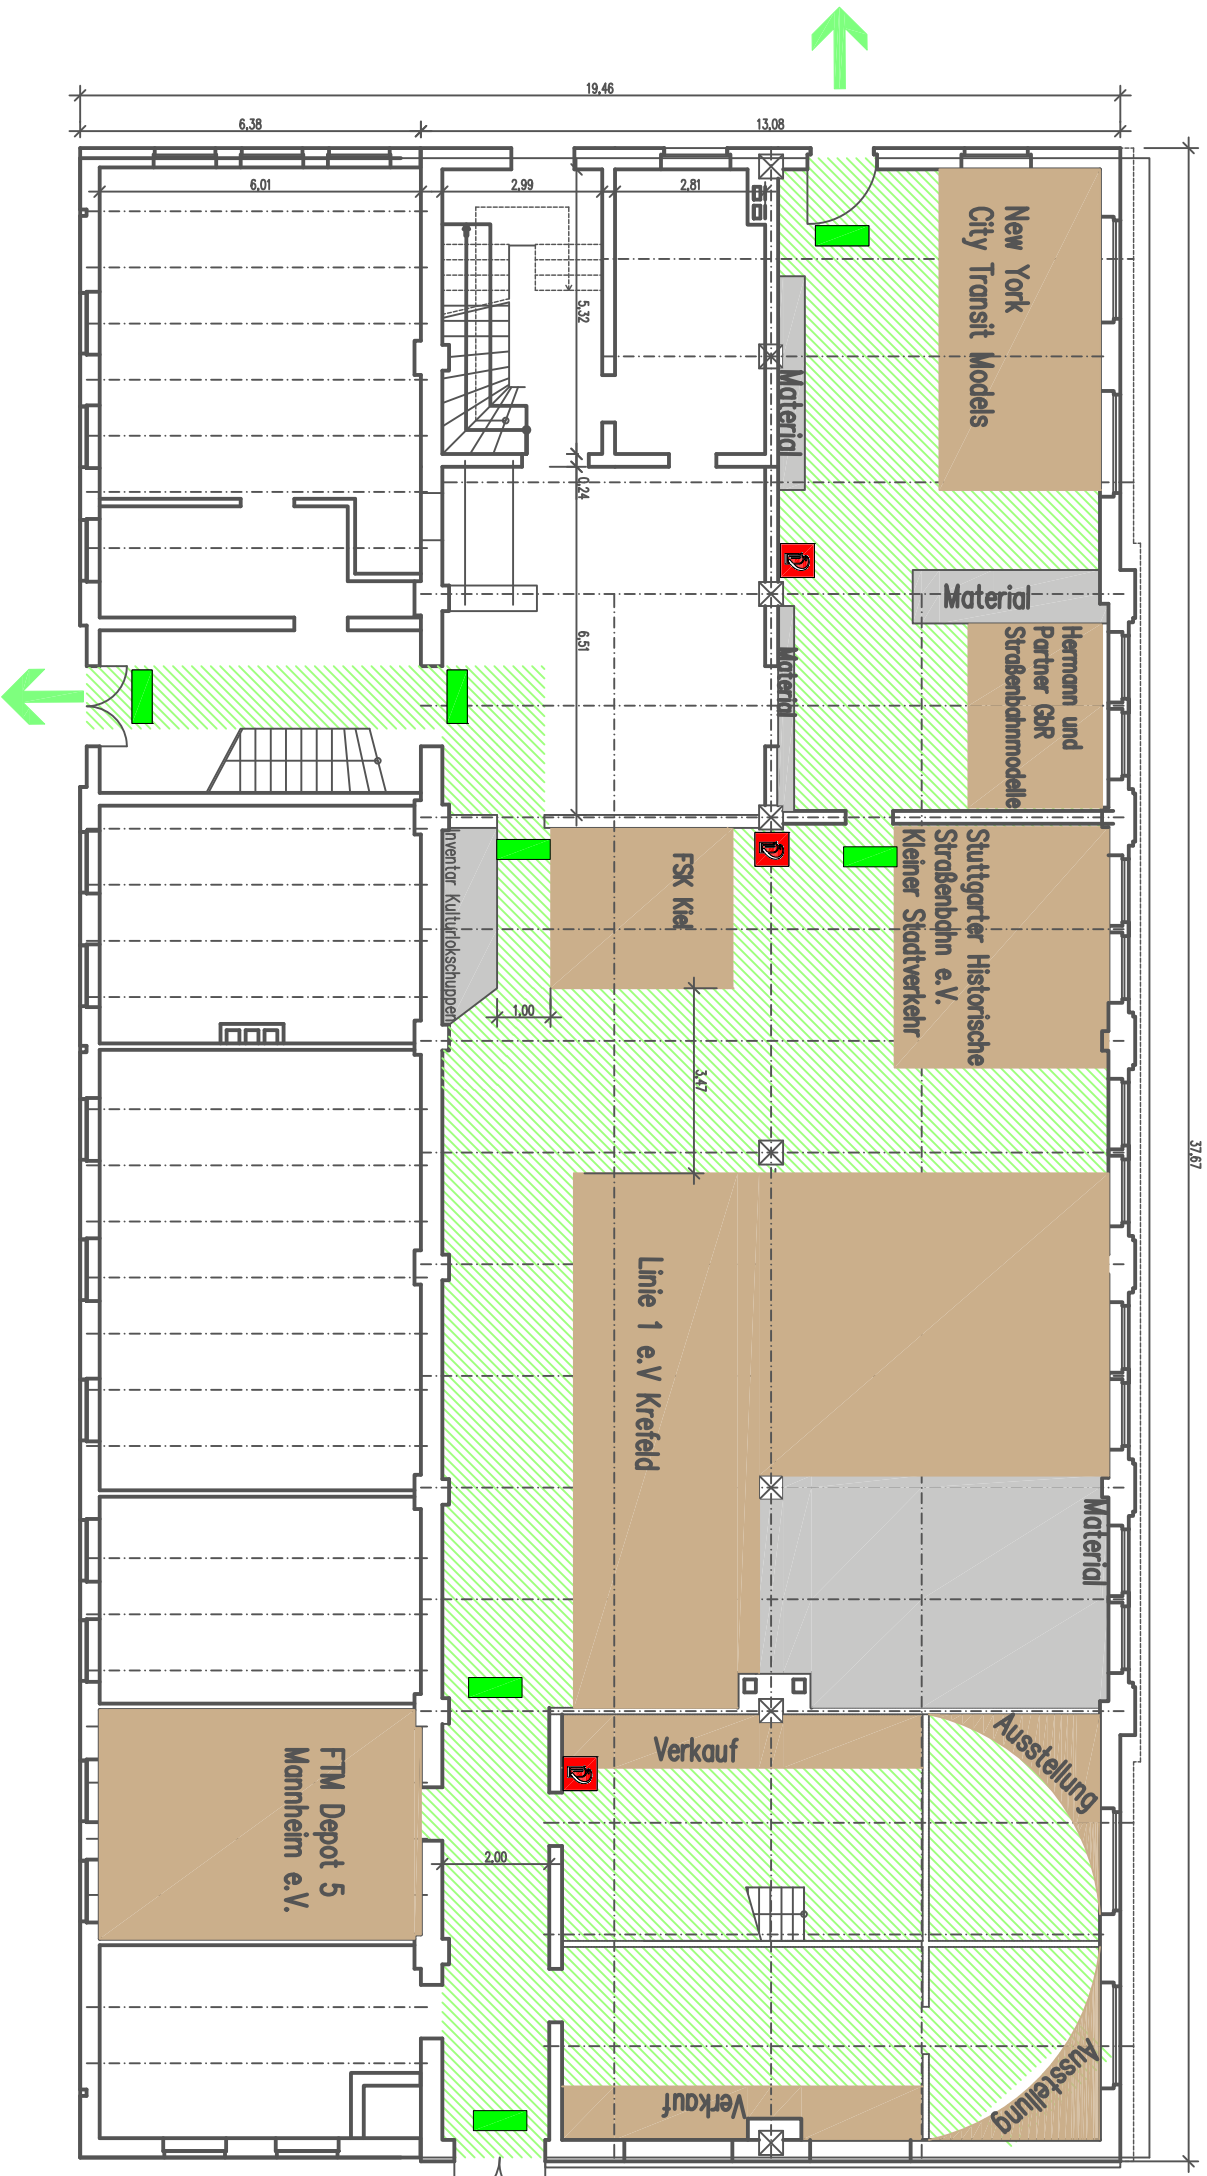 19,46
6,38
13,08
6,01
2,99
2,81
New York
City Transit Models
5,32
Material
0,24
Material
Hermann und
Partner GbR
Straßenbahnmodelle
6,51
Material
Inventar Kulturlokschuppen
FSK Kiel
Stuttgarter Historische
Straßenbahn e.V.
Kleiner Stadtverkehr
1,00
3,47
37,67
Linie 1 e.V Krefeld
Material
Verkauf
Ausstellung
FTM Depot 5
Mannheim e.V.
2,00
Ausstellung
Verkauf